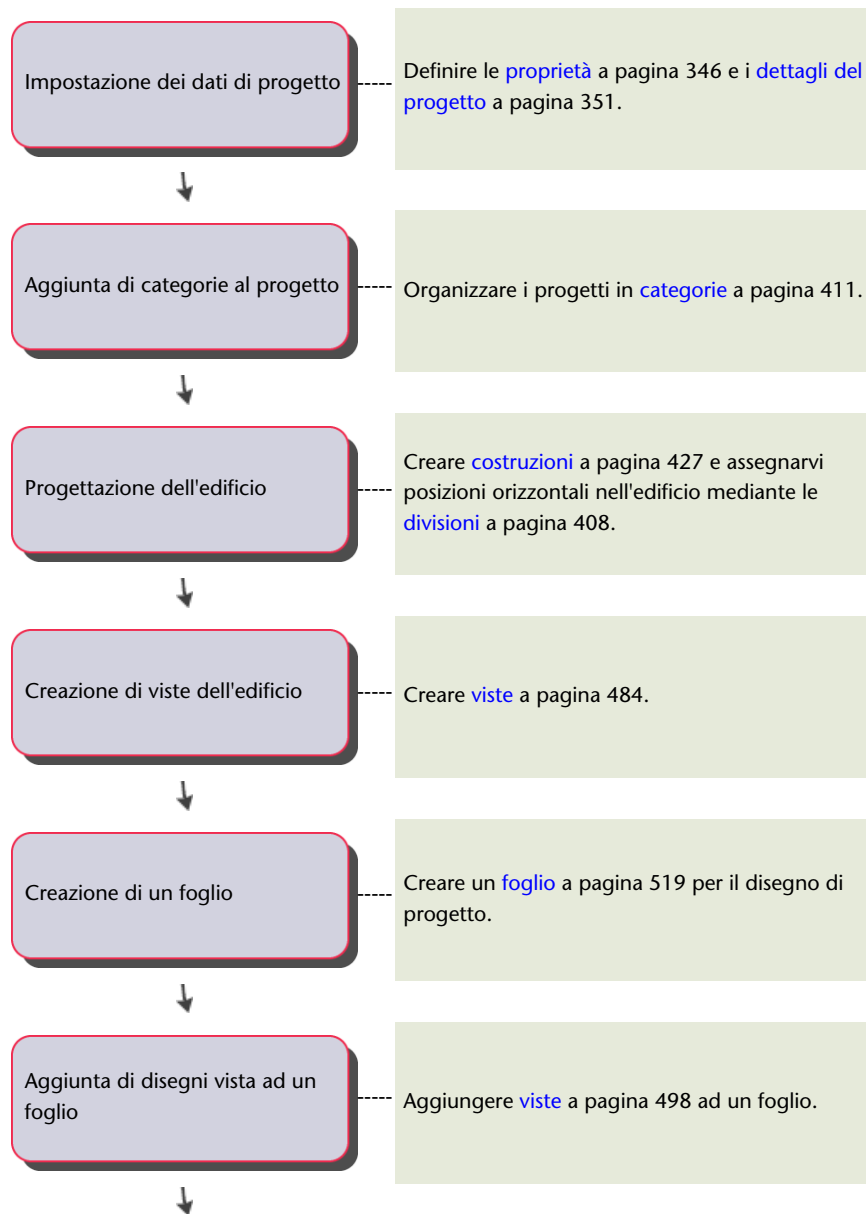 Impostazione dei dati di progetto
Definire le proprietà a pagina 346 e i dettagli del
progetto a pagina 351.
Aggiunta di categorie al progetto
Organizzare i progetti in categorie a pagina 411.
Progettazione dell'edificio
Creare costruzioni a pagina 427 e assegnarvi
posizioni orizzontali nell'edificio mediante le
divisioni a pagina 408.
Creazione di viste dell'edificio
Creare viste a pagina 484.
Creazione di un foglio
Creare un foglio a pagina 519 per il disegno di
progetto.
Aggiunta di disegni vista ad un
foglio
Aggiungere viste a pagina 498 ad un foglio.